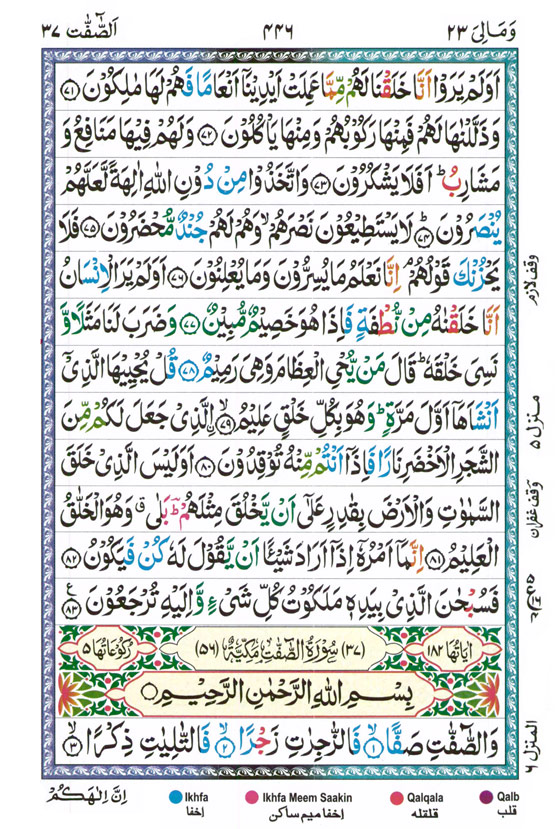 وَمَالِیَ ٢٣ ٤٤٦ اَلصّٰٓفّٰت ٣٧
اَوَلَمۡ یَرَوۡا اَنَّا خَلَقۡنَا لَهُمۡ مِّمَّا عَمِلَتۡ اَیۡدِیۡنَاۤ اَنۡعَامًا فَهُمۡ لَهَا مٰلِكُوۡنَ ﴿٧١﴾
وَذَلَّلۡنٰهَا لَهُمۡ فَمِنۡهَا رَكُوۡبُهُمۡ وَمِنۡهَا یَاۡكُلُوۡنَ ﴿٧٢﴾ وَلَهُمۡ فِیۡهَا مَنَافِعُ وَ
مَشَارِبُ ؕ اَفَلَا یَشۡكُرُوۡنَ ﴿٧٣﴾ وَاتَّخَذُوۡا مِنۡ دُوۡنِ اللّٰهِ اٰلِهَةً لَّعَلَّهُمۡ
یُنۡصَرُوۡنَ ؕ ﴿٧٤﴾ لَا یَسۡتَطِیۡعُوۡنَ نَصۡرَهُمۡ ۙ وَهُمۡ لَهُمۡ جُنۡدٌ مُّحۡضَرُوۡنَ ﴿٧٥﴾ فَلَا
یَحۡزُنۡكَ قَوۡلُهُمۡ ۘ اِنَّا نَعۡلَمُ مَا یُسِرُّوۡنَ وَمَا یُعۡلِنُوۡنَ ﴿٧٦﴾ اَوَلَمۡ یَرَ الۡاِنۡسَانُ
اَنَّا خَلَقۡنٰهُ مِنۡ نُّطۡفَةٍ فَاِذَا هُوَ خَصِیۡمٌ مُّبِیۡنٌ ﴿٧٧﴾ وَضَرَبَ لَنَا مَثَلًا وَّ
نَسِیَ خَلۡقَهٗ ؕ قَالَ مَنۡ یُّحۡیِ الۡعِظَامَ وَهِیَ رَمِیۡمٌ ﴿٧٨﴾ قُلۡ یُحۡیِیۡهَا الَّذِیۡۤ
اَنۡشَاَهَاۤ اَوَّلَ مَرَّةٍ ؕ وَهُوَ بِكُلِّ خَلۡقٍ عَلِیۡمٌ ۙ﴿٧٩﴾ الَّذِیۡ جَعَلَ لَكُمۡ مِّنَ
الشَّجَرِ الۡاَخۡضَرِ نَارًا فَاِذَاۤ اَنۡتُمۡ مِّنۡهُ تُوۡقِدُوۡنَ ﴿٨٠﴾ اَوَلَیۡسَ الَّذِیۡ خَلَقَ
السَّمٰوٰتِ وَالۡاَرۡضَ بِقٰدِرٍ عَلٰۤی اَنۡ یَّخۡلُقَ مِثۡلَهُمۡ ؕ بَلٰی ۗ وَهُوَ الۡخَلّٰقُ
الۡعَلِیۡمُ ﴿٨١﴾ اِنَّمَاۤ اَمۡرُهٗۤ اِذَاۤ اَرَادَ شَیۡـًٔا اَنۡ یَّقُوۡلَ لَهٗ كُنۡ فَیَكُوۡنُ ﴿٨٢﴾
فَسُبۡحٰنَ الَّذِیۡ بِیَدِهٖ مَلَكُوۡتُ كُلِّ شَیۡءٍ وَّاِلَیۡهِ تُرۡجَعُوۡنَ ﴿٨٣﴾
اٰیَاتُهَا ١٨٢ (٣٧) سُوۡرَةُ الصّٰٓفّٰتِ مَكِّیَّةٌ (٥٦) رُكُوۡعَاتُهَا ٥
بِسۡمِ اللّٰهِ الرَّحۡمٰنِ الرَّحِیۡمِ
وَالصّٰٓفّٰتِ صَفًّا ۙ﴿١﴾ فَالزّٰجِرٰتِ زَجۡرًا ۙ﴿٢﴾ فَالتّٰلِیٰتِ ذِكۡرًا ۙ﴿٣﴾
وقف لازم
منزل ٥
وقف غفران
المنزل ٦
اِنَّ اِلٰهَكُمۡ
Ikhfa
اخفا
Ikhfa Meem Saakin
اخفا میم ساکن
Qalqala
قلقله
Qalb
قلب